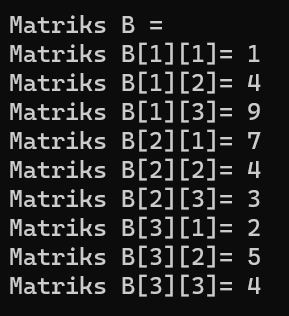 Matriks B =
Matriks B[1][1]= 1
Matriks B[1][2]= 4
Matriks B[1][3]= 9
Matriks B[2][1]= 7
Matriks B[2][2]= 4
Matriks B[2][3]= 3
Matriks B[3][1]= 2
Matriks B[3][2]= 5
Matriks B[3][3]= 4